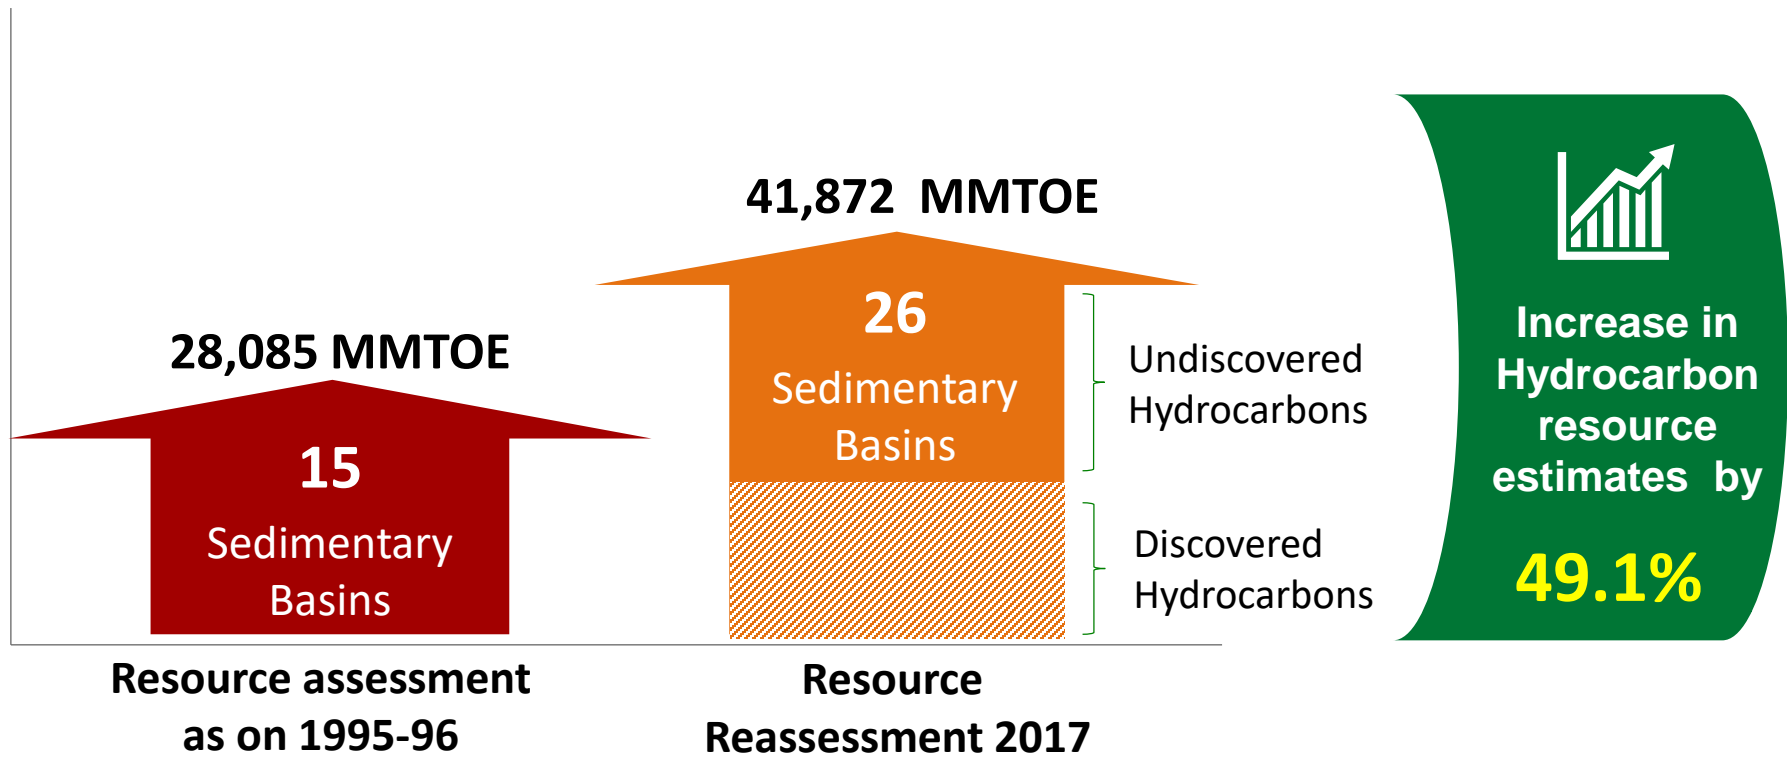 28,085 MMTOE
15
Sedimentary
Basins
Resource assessment
as on 1995-96
41,872 MMTOE
26
Sedimentary
Basins
Undiscovered
Hydrocarbons
Discovered
Hydrocarbons
Resource
Reassessment 2017
Increase in
Hydrocarbon
resource
estimates by
49.1%